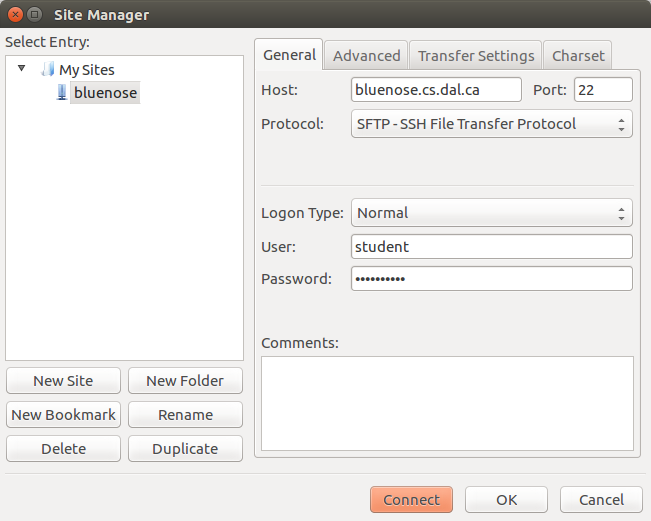 Site Manager
Select Entry:
My Sites
bluenose
New Site
New Folder
New Bookmark
Rename
Delete
Duplicate
General
Advanced
Transfer Settings
Charset
Host:
bluenose.cs.dal.ca
Port:
22
Protocol:
SFTP - SSH File Transfer Protocol
Logon Type:
Normal
User:
student
Password:
••••••••••
Comments:
Connect
OK
Cancel